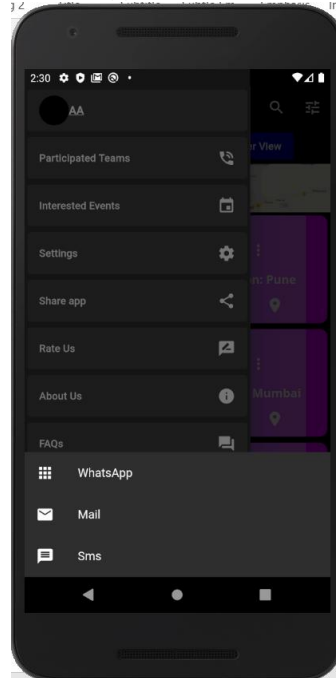 2:30
AA
Participated Teams
er View
Interested Events
Settings
n: Pune
Share app
Rate Us
About Us
Mumbai
FAQs
WhatsApp
Mail
Sms